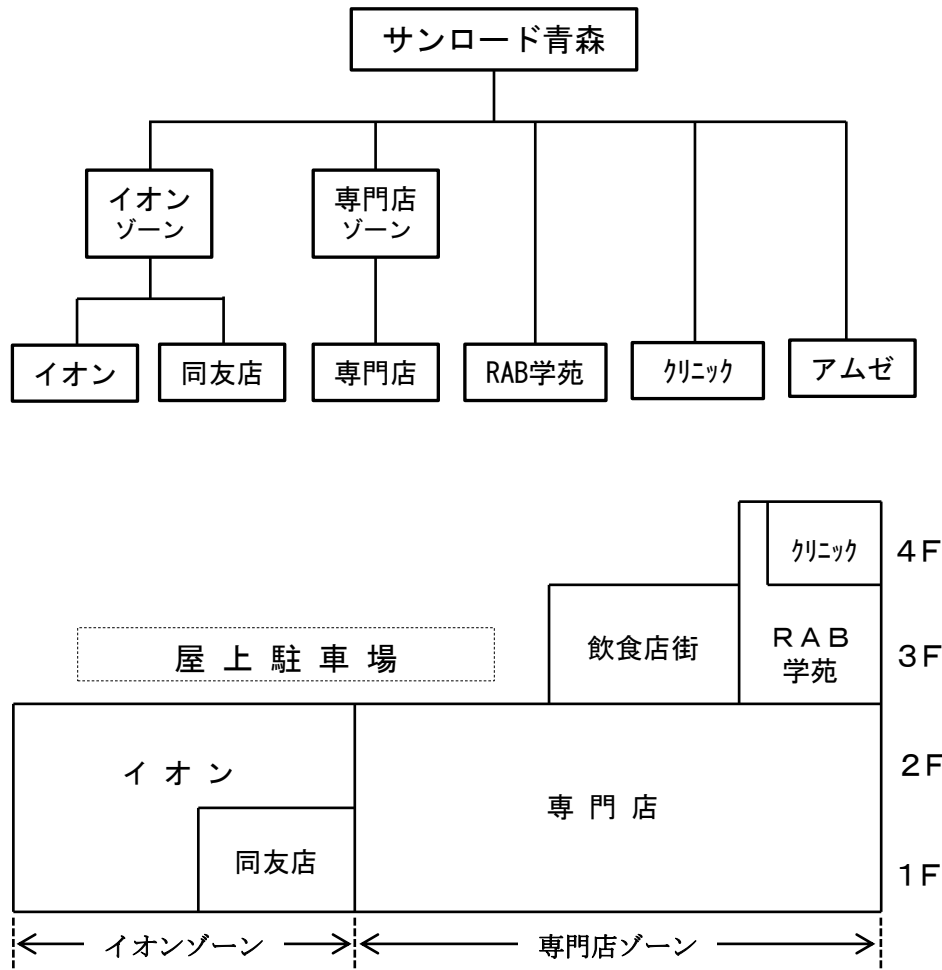 サンロード青森
イオン
ゾーン
専門店
ゾーン
イオン
同友店
専門店
RAB学苑
ｸﾘﾆｯｸ
アムゼ
ｸﾘﾆｯｸ
４Ｆ
屋上駐車場
飲食店街
ＲＡＢ
学苑
３Ｆ
イオン
２Ｆ
専門店
同友店
１Ｆ
イオンゾーン
専門店ゾーン